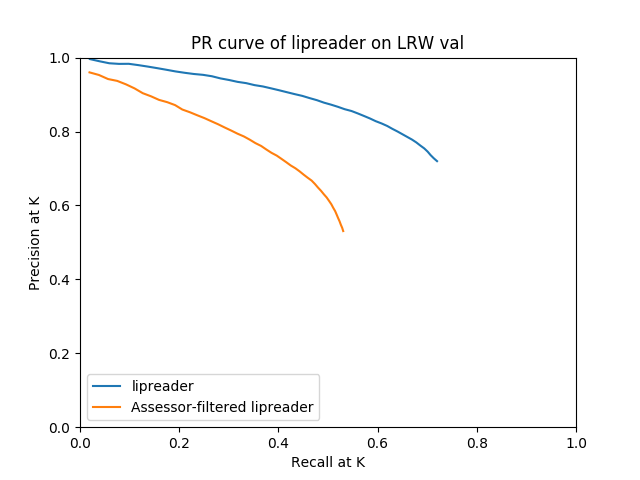 PR curve of lipreader on LRW val
1.0
0.8
0.6
0.4
0.2
0.0
Precision at K
lipreader
Assessor-filtered lipreader
0.0 0.2 0.4 0.6 0.8 1.0
Recall at K